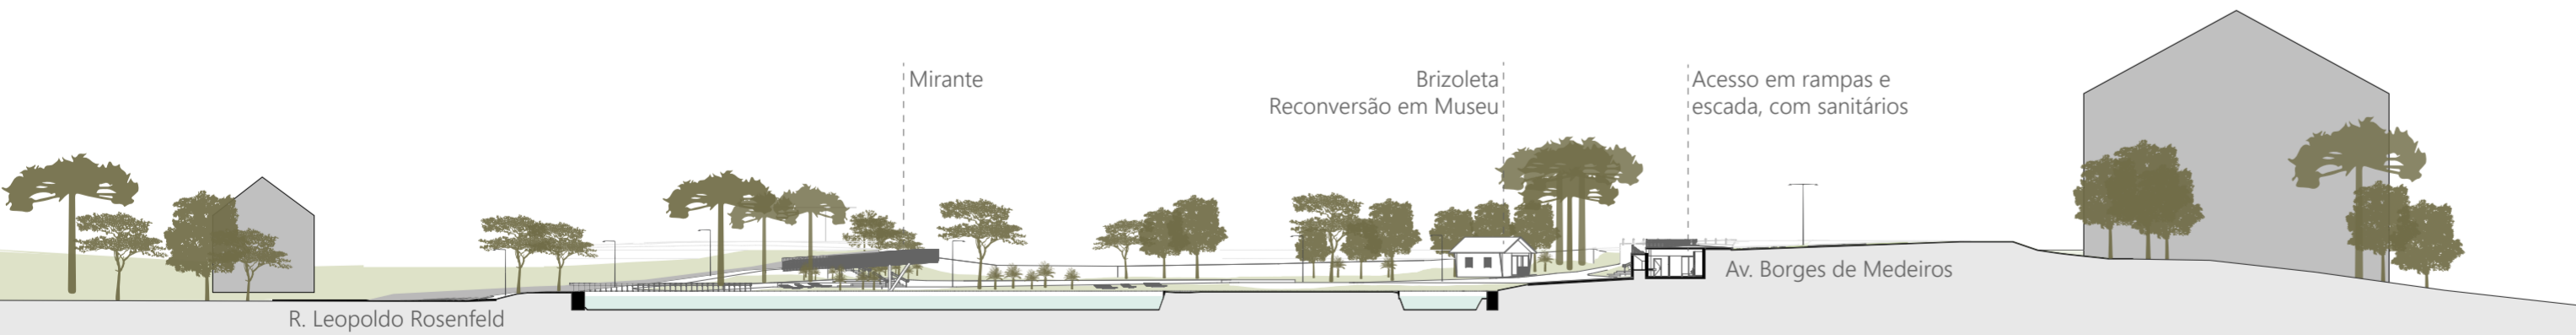 Mirante
Brizoleta
Reconversão em Museu
Acesso em rampas e
escada, com sanitários
Av. Borges de Medeiros
R. Leopoldo Rosenfeld